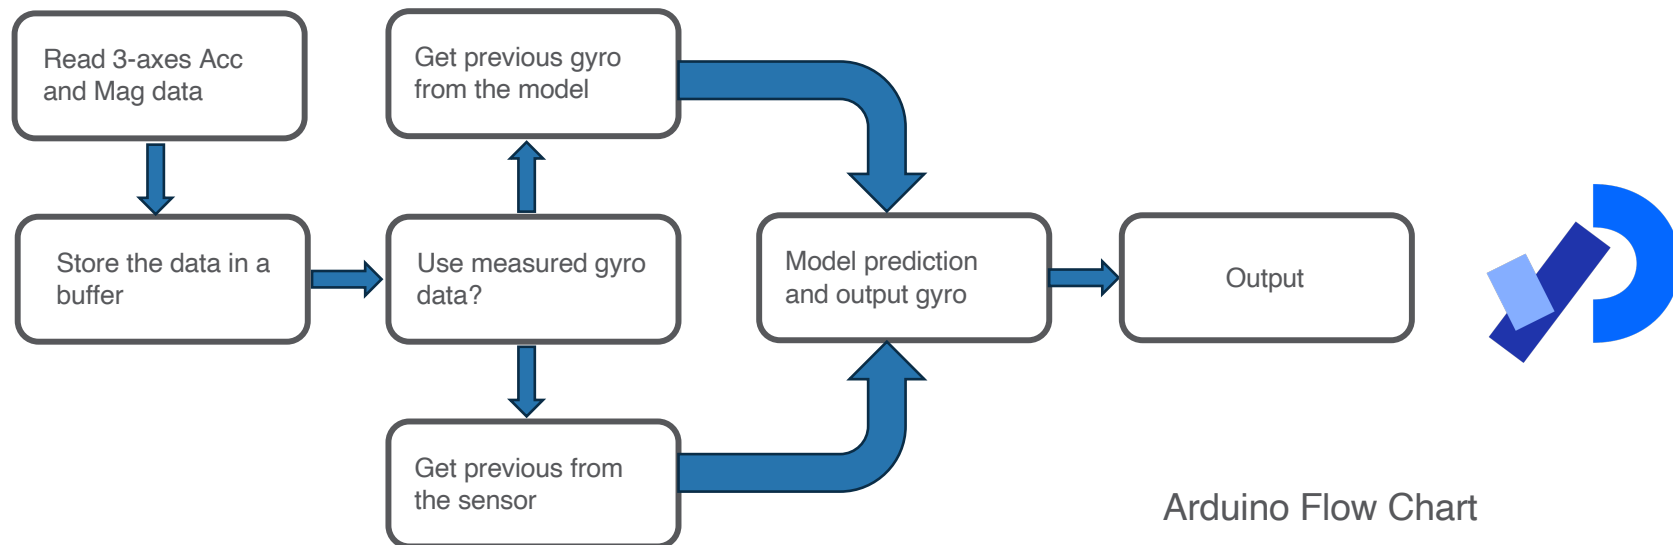 Read 3-axes Acc
and Mag data
Store the data in a
buffer
Get previous gyro
from the model
Use measured gyro
data?
Get previous from
the sensor
Model prediction
and output gyro
Output
Arduino Flow Chart